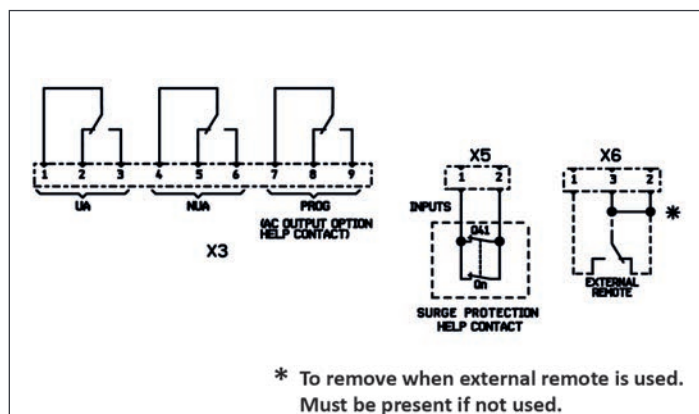 1 2 3 4 5 6 7 8 9
UA NUA PROG
(AC OUTPUT OPTION
HELP CONTACT)
X3
X5
1 2
INPUTS
Q41
Qn
SURGE PROTECTION
HELP CONTACT
X6
1 3 2
*
EXTERNAL
REMOTE
* To remove when external remote is used.
Must be present if not used.